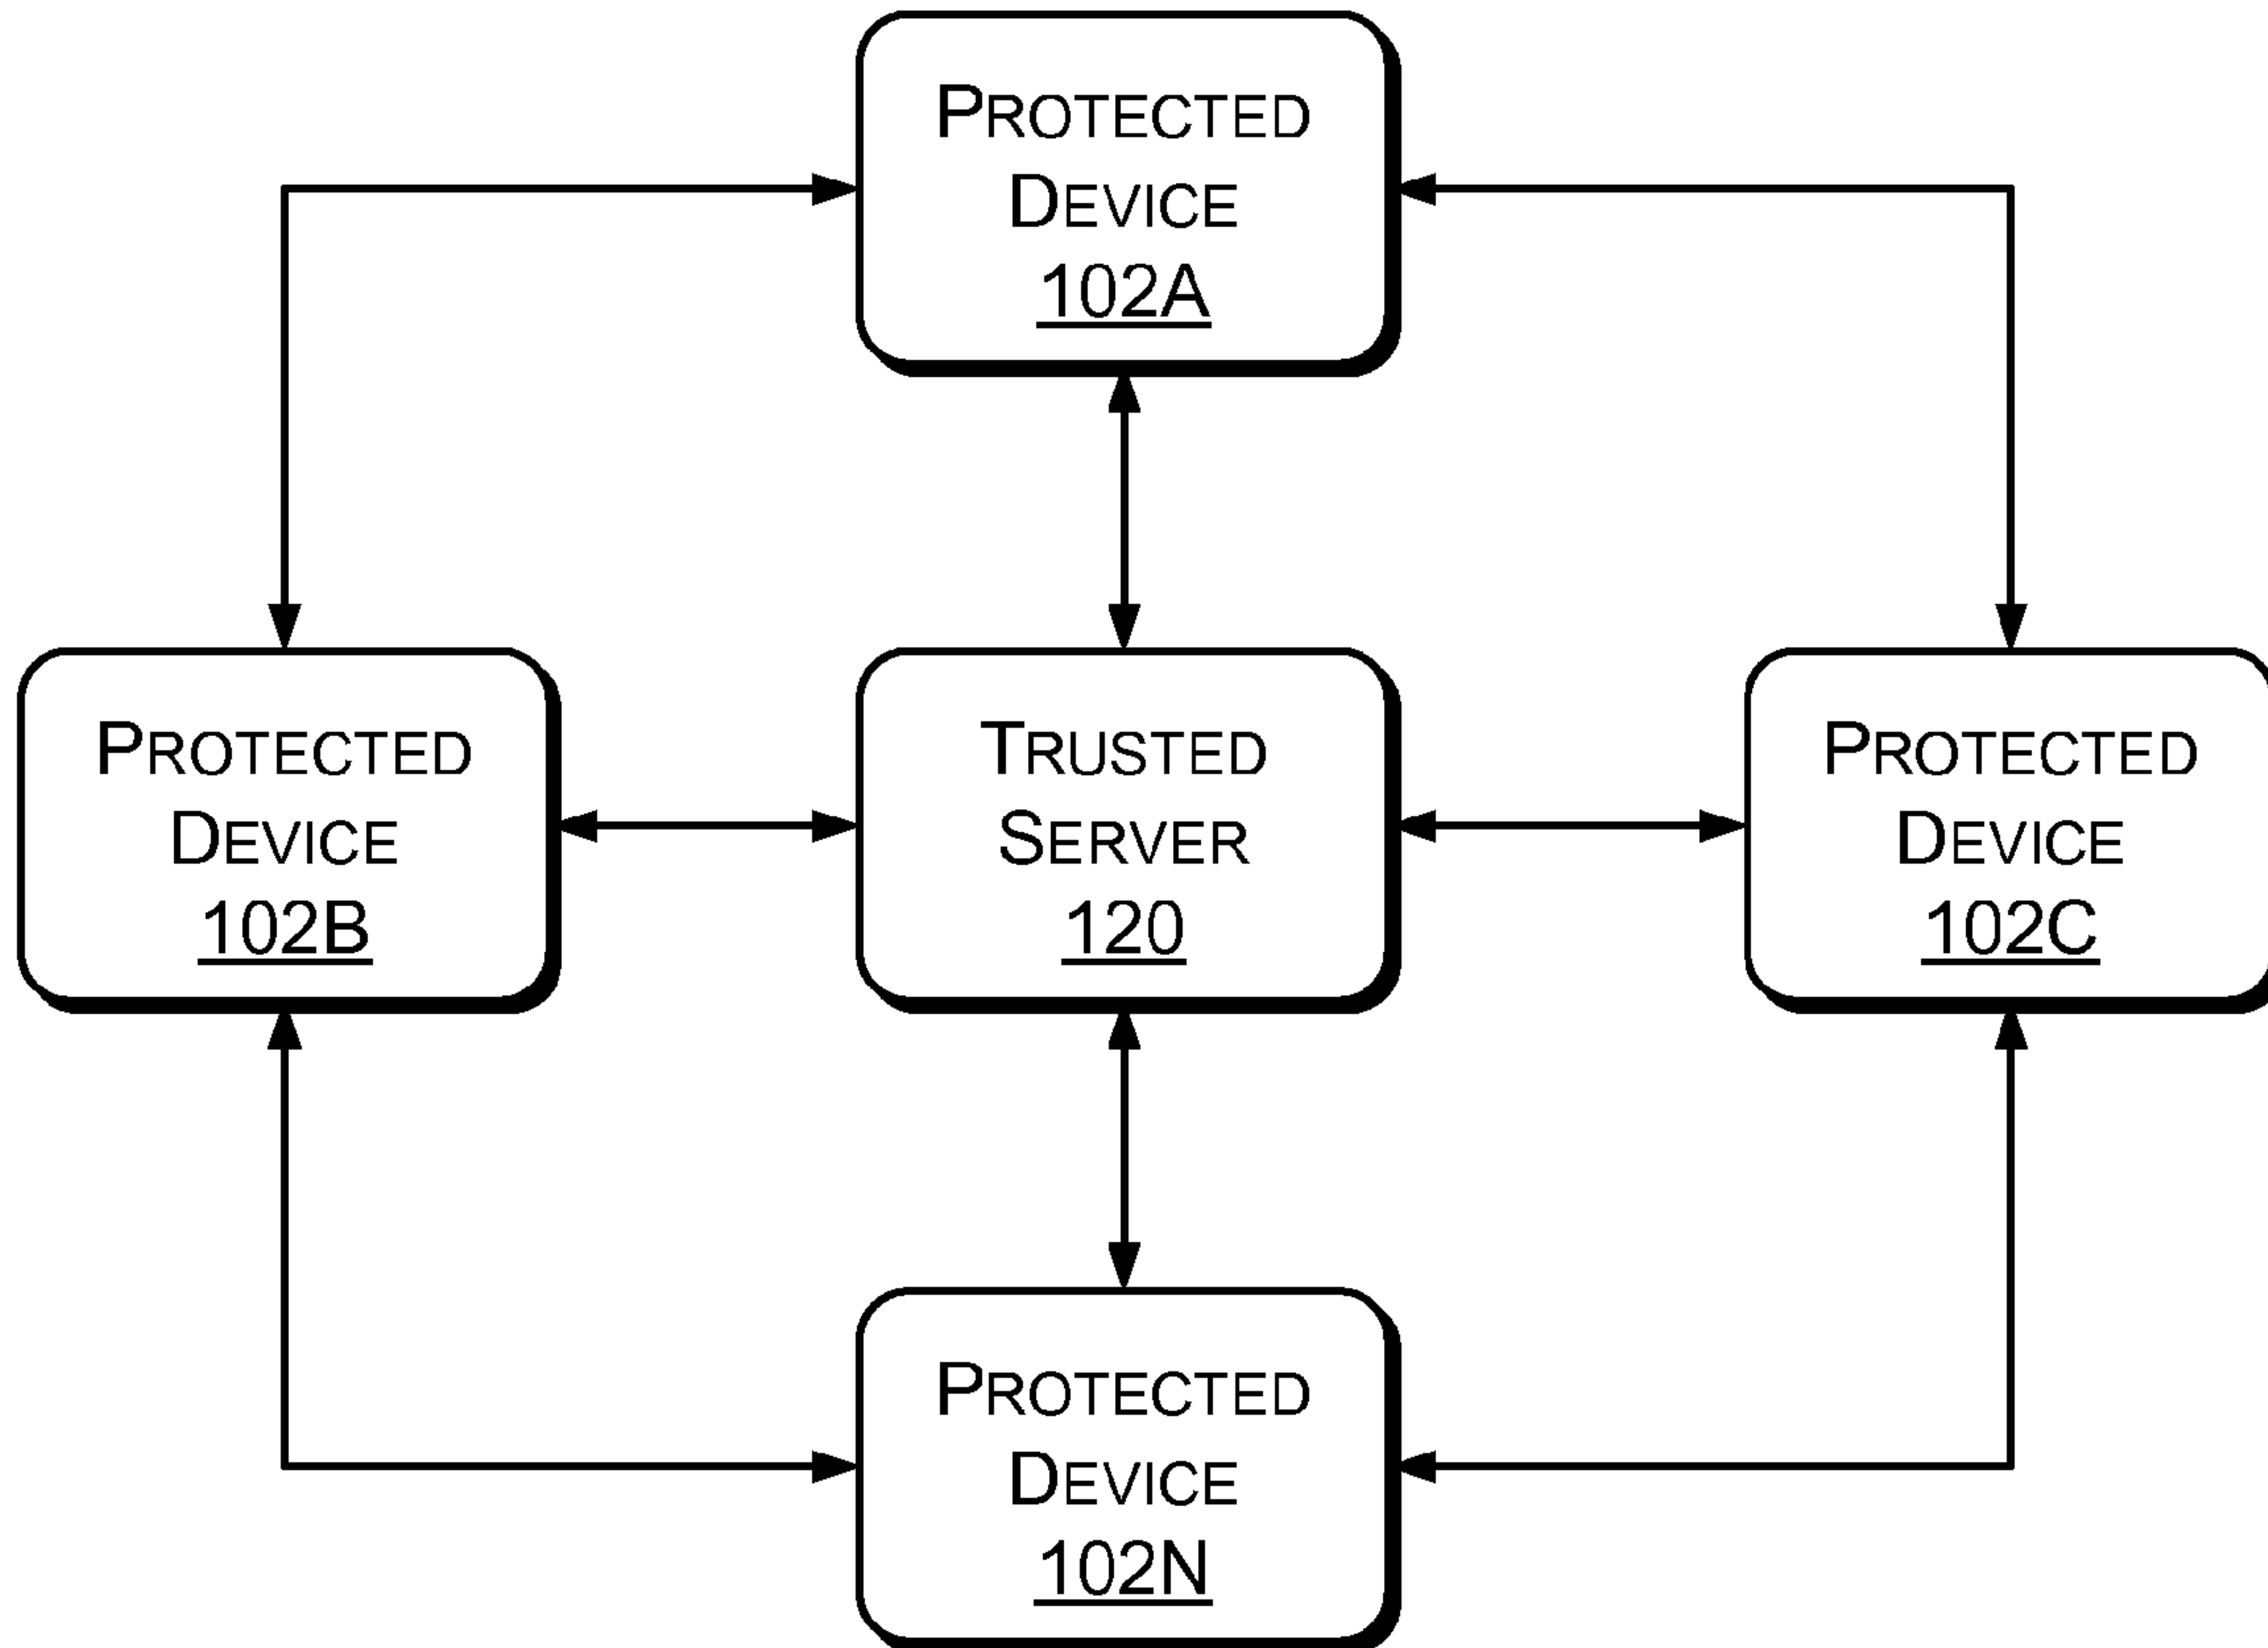 PROTECTED
DEVICE
102A
PROTECTED
DEVICE
102B
TRUSTED
SERVER
120
PROTECTED
DEVICE
102C
PROTECTED
DEVICE
102N